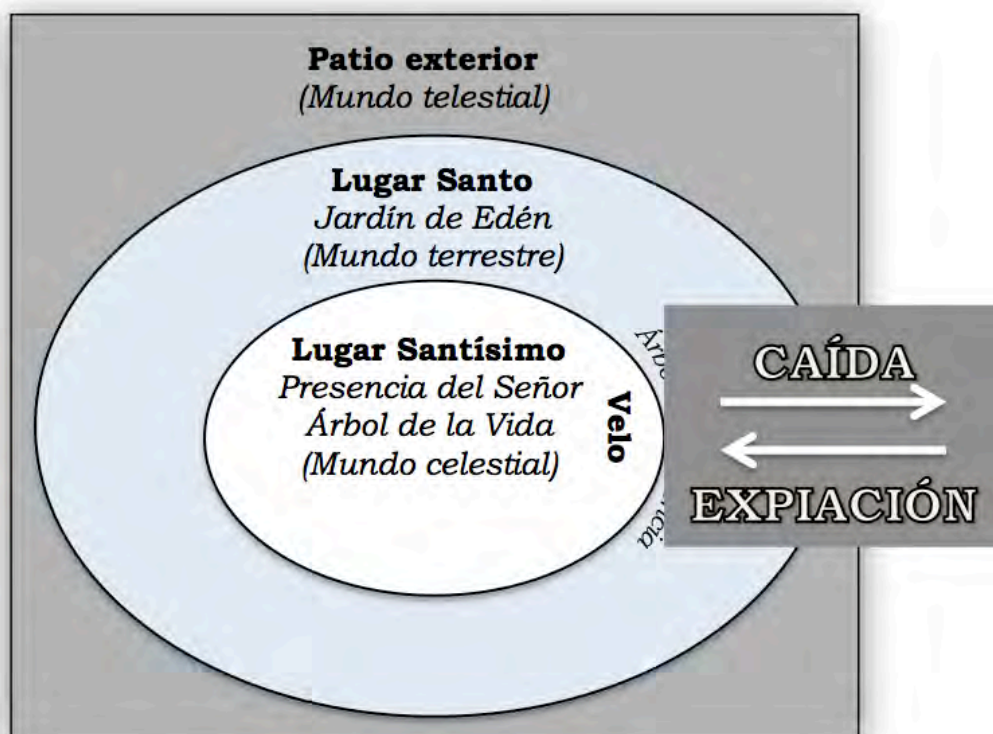 Patio exterior
(Mundo telestial)
Lugar Santo
Jardín de Edén
(Mundo terrestre)
Lugar Santísimo
Presencia del Señor
Árbol de la Vida
(Mundo celestial)
Velo
CAÍDA
EXPIACIÓN